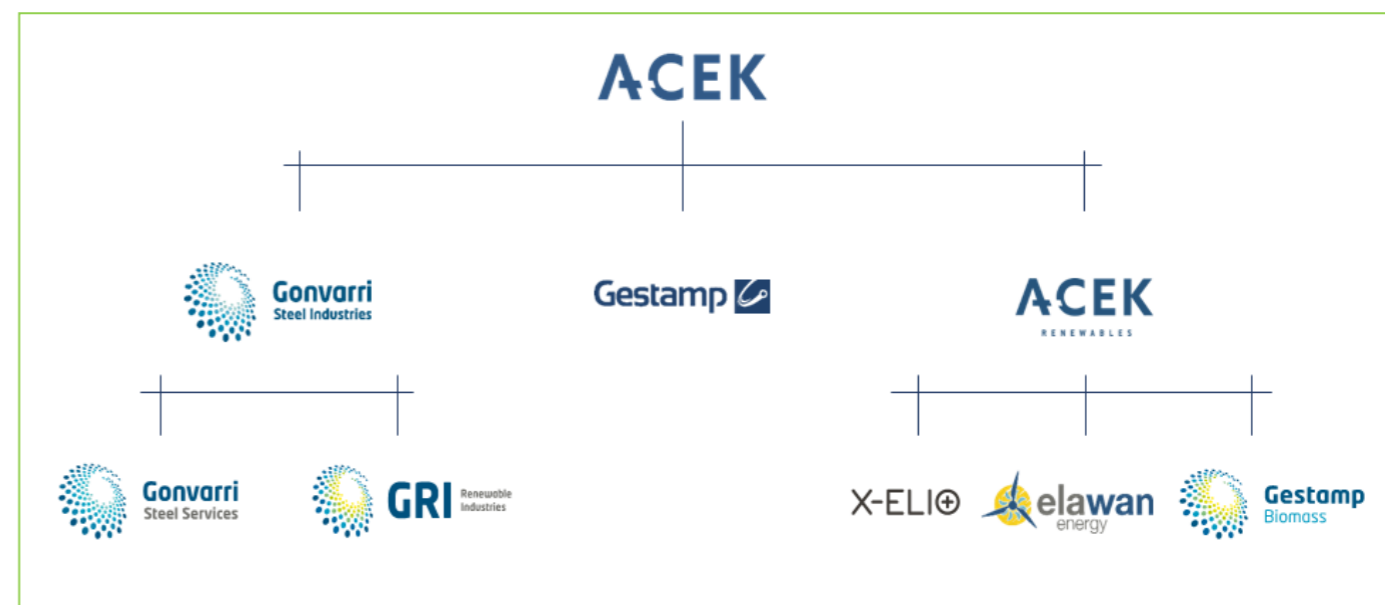 ACEK
Gonvarri
Steel Industries
Gestamp
ACEK
RENEWABLES
Gonvarri
Steel Services
GRI Renewable
Industries
X-ELIO
elawan
energy
Gestamp
Biomass